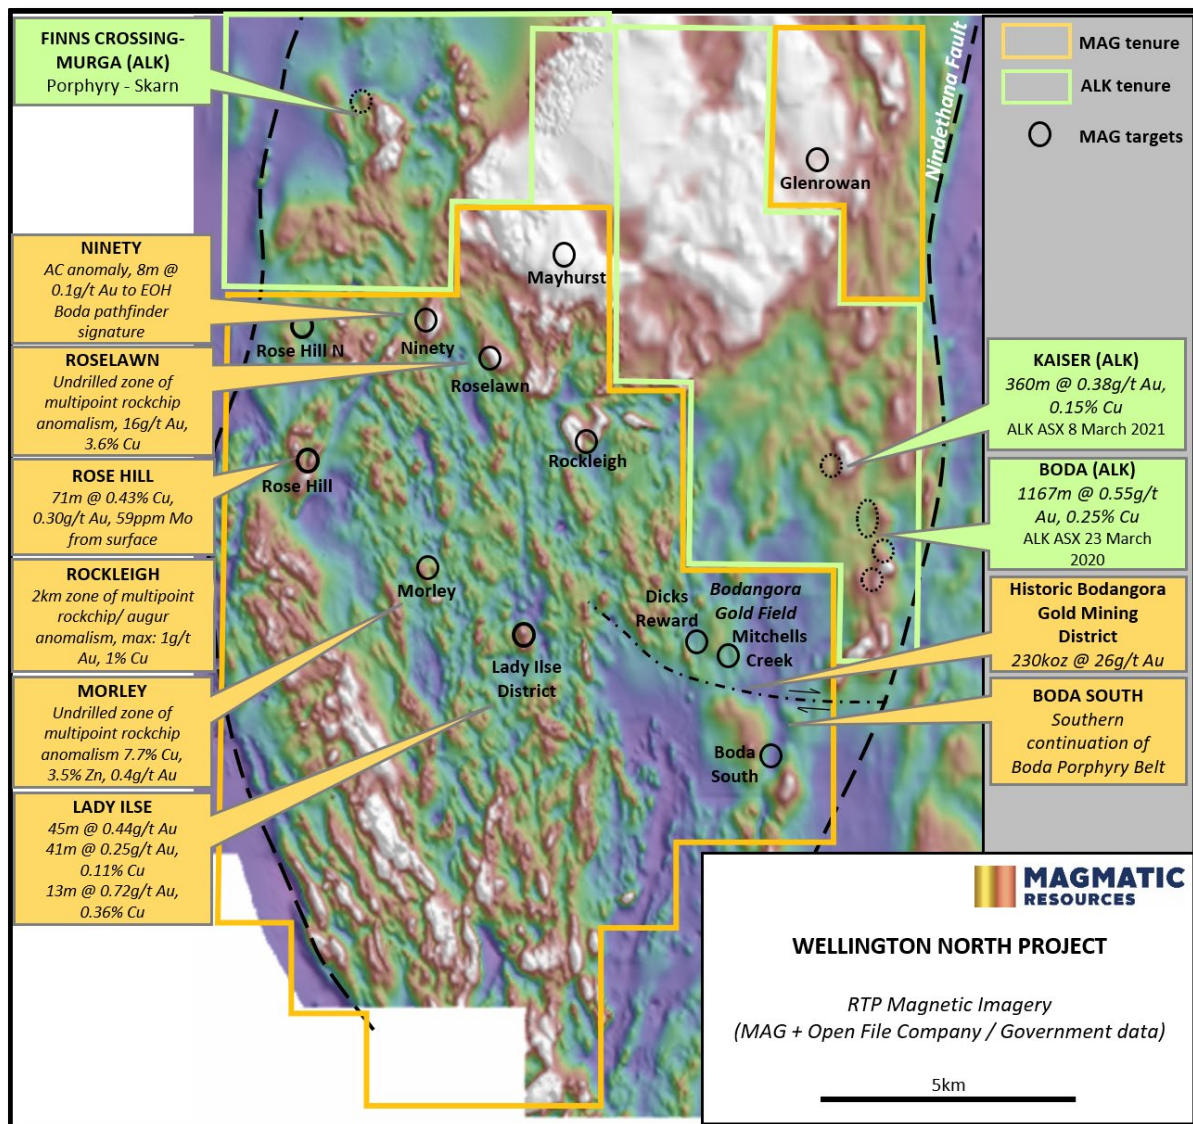 FINNS CROSSING-
MURGA (ALK)
Porphyry - Skarn
NINETY
AC anomaly, 8m @
0.1g/t Au to EOH
Boda pathfinder
signature
ROSELAWN
Undrilled zone of
multipoint rockchip
anomalism, 16g/t Au,
3.6% Cu
ROSE HILL
71m @ 0.43% Cu,
0.30g/t Au, 59ppm Mo
from surface
ROCKLEIGH
2km zone of multipoint
rockchip/ augur
anomalism, max: 1g/t
Au, 1% Cu
MORLEY
Undrilled zone of
multipoint rockchip
anomalism 7.7% Cu,
3.5% Zn, 0.4g/t Au
LADY ILSE
45m @ 0.44g/t Au
41m @ 0.25g/t Au,
0.11% Cu
13m @ 0.72g/t Au,
0.36% Cu
Glenrowan
Nindethana Fault
Mayhurst
Rose Hill N
Ninety
Roselawn
Rockleigh
Rose Hill
Morley
Lady Ilse
District
Dicks
Reward
Bodangora
Gold Field
Mitchells
Creek
Boda
South
MAG tenure
ALK tenure
MAG targets
KAISER (ALK)
360m @ 0.38g/t Au,
0.15% Cu
ALK ASX 8 March 2021
BODA (ALK)
1167m @ 0.55g/t
Au, 0.25% Cu
ALK ASX 23 March
2020
Historic Bodangora
Gold Mining
District
230koz @ 26g/t Au
BODA SOUTH
Southern
continuation of
Boda Porphyry Belt
MAGMATIC
RESOURCES
WELLINGTON NORTH PROJECT
RTP Magnetic Imagery
(MAG + Open File Company / Government data)
5km